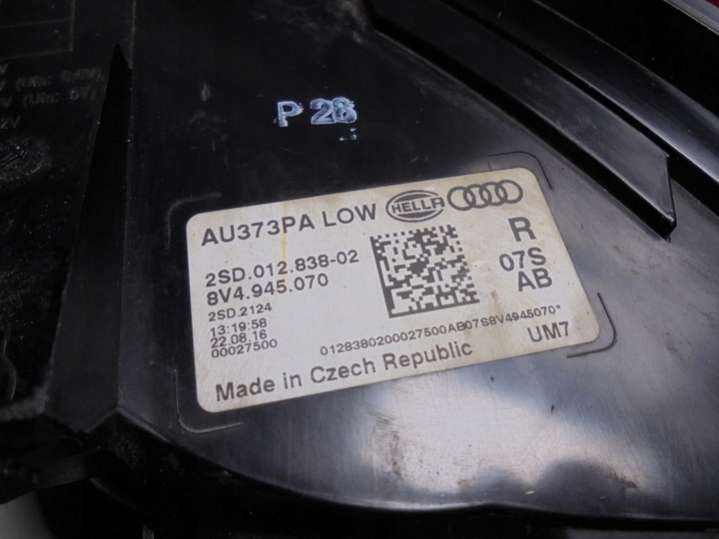 P 28
AU373PA LOW HELLA
2SD.012.838-02
8V4.945.070
2SD.2124
13:19:58
22.08.16
00027500
R
07S
AB
0128380200027500AB07S8V4945070*
UM7
Made in Czech Republic